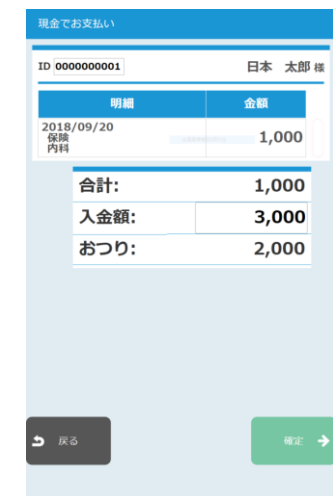 現金でお支払い
ID 0000000001 日本 太郎 様
明細 金額
2018/09/20
保険
内科
1,000
合計: 1,000
入金額: 3,000
おつり: 2,000
戻る 確定